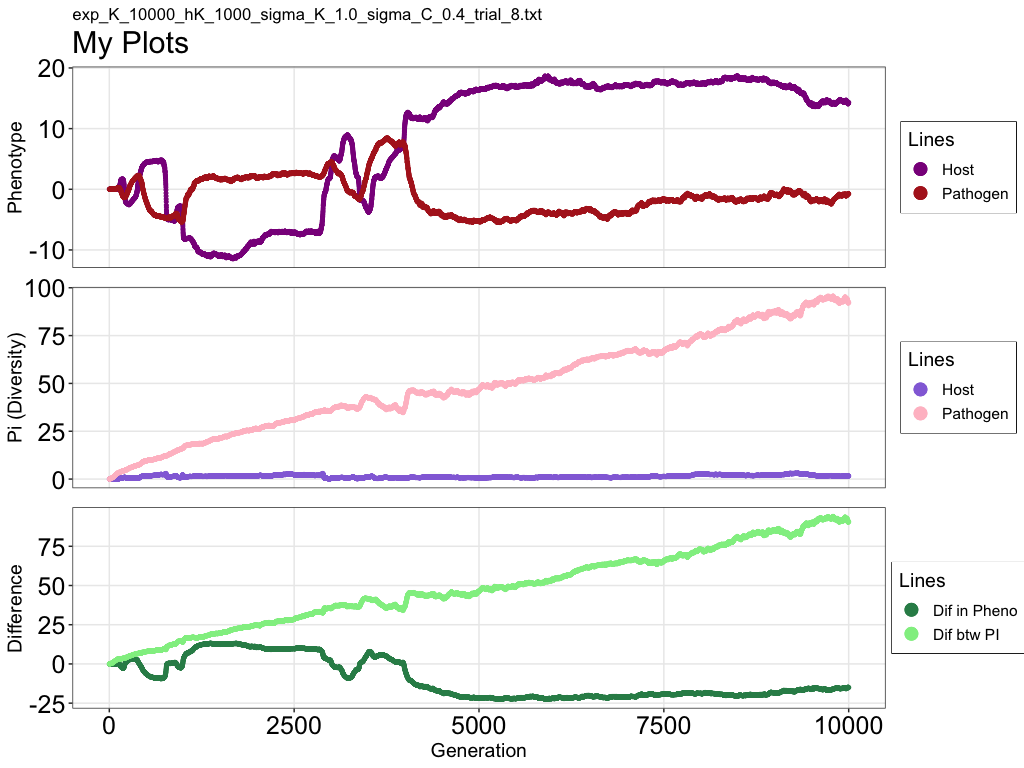 exp_K_10000_hK_1000_sigma_K_1.0_sigma_C_0.4_trial_8.txt
My Plots
Phenotype
20
10
0
-10
Lines
Host
Pathogen
Pi (Diversity)
100
75
50
25
0
Lines
Host
Pathogen
Difference
75
50
25
0
-25
Lines
Dif in Pheno
Dif btw PI
0 2500 5000 7500 10000
Generation